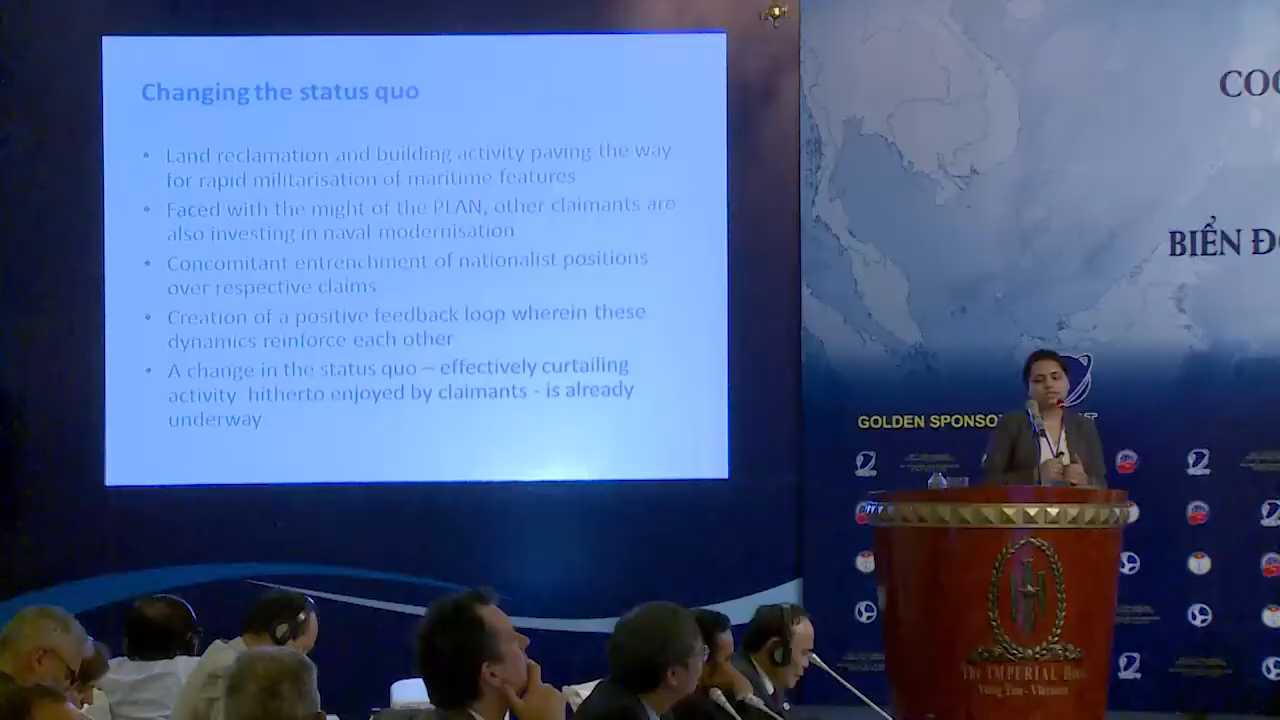 Changing the status quo
• Land reclamation and building activity paving the way
for rapid militarisation of maritime features
• Faced with the might of the PLAN, other claimants are
also investing in naval modernisation
• Concomitant entrenchment of nationalist positions
over respective claims
• Creation of a positive feedback loop wherein these
dynamics reinforce each other
• A change in the status quo – effectively curtailing
activity hitherto enjoyed by claimants - is already
underway
COO
BIỂN Đ
GOLDEN SPONSO
THE IMPERIAL
Vung Tau - Vietnam